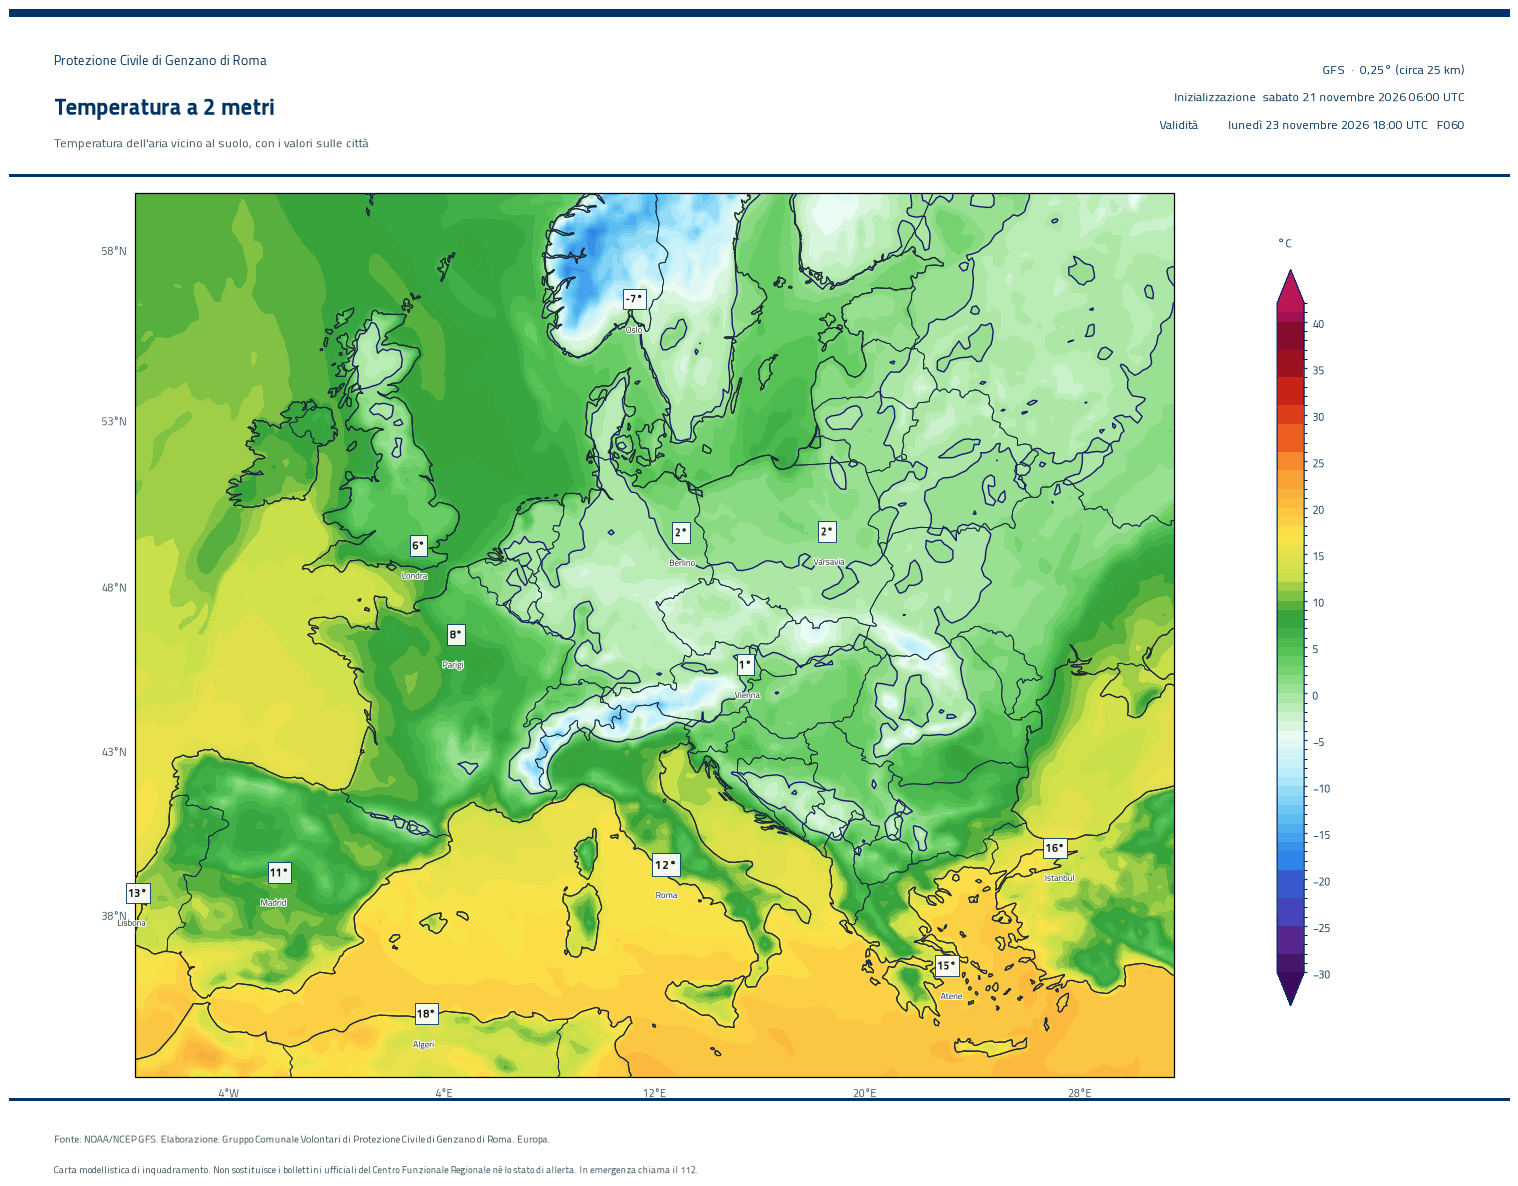 Protezione Civile di Genzano di Roma
Temperatura a 2 metri
Temperatura dell'aria vicino al suolo, con i valori sulle città
GFS · 0,25° (circa 25 km)
Inizializzazione sabato 21 novembre 2026 06:00 UTC
Validità lunedì 23 novembre 2026 18:00 UTC F060
°C
58°N
53°N
48°N
43°N
38°N
4°W
4°E
12°E
20°E
28°E
-7°
Oslo
6°
Londra
2°
Berlino
2°
Varsavia
8°
Parigi
1°
Vienna
11°
Madrid
13°
Lisbona
12°
Roma
16°
Istanbul
15°
Atene
18°
Algeri
40
35
30
25
20
15
10
5
0
−5
−10
−15
−20
−25
−30
Fonte: NOAA/NCEP GFS. Elaborazione: Gruppo Comunale Volontari di Protezione Civile di Genzano di Roma. Europa.
Carta modellistica di inquadramento. Non sostituisce i bollettini ufficiali del Centro Funzionale Regionale né lo stato di allerta. In emergenza chiama il 112.